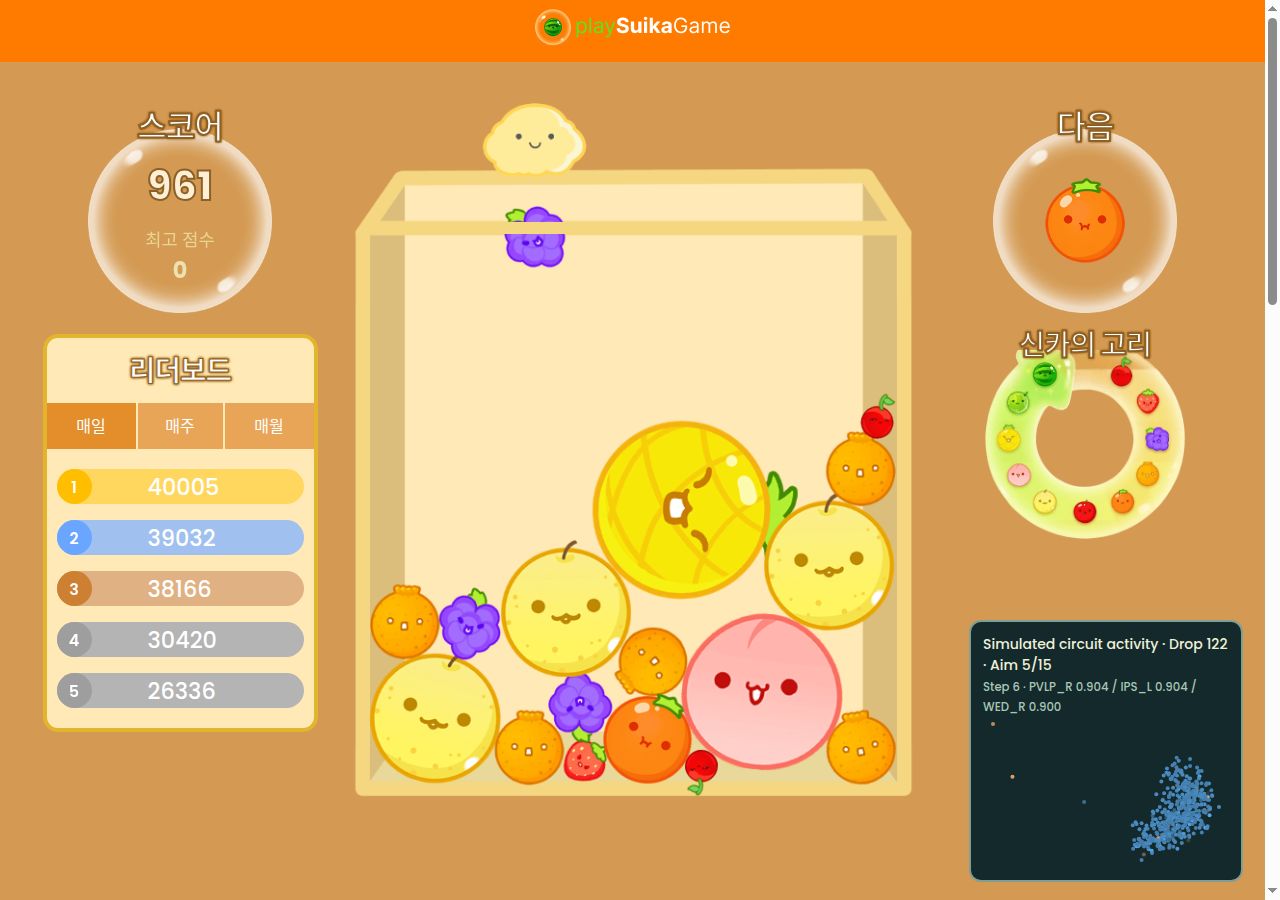 playSuikaGame
스코어
961
최고 점수
0
다음
리더보드
매일
매주
매월
1
40005
2
39032
3
38166
4
30420
5
26336
신카의 고리
Simulated circuit activity · Drop 122
· Aim 5/15
Step 6 · PVLP_R 0.904 / IPS_L 0.904 /
WED_R 0.900